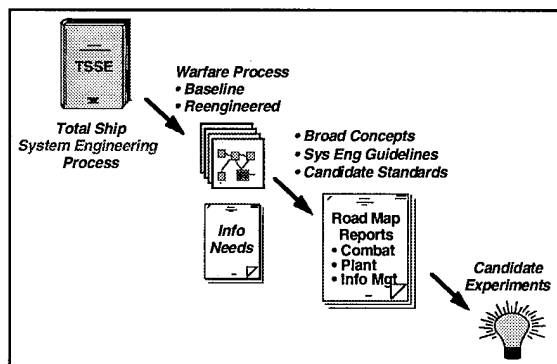 TSSE
Total Ship
System Engineering
Process
Warfare Process
• Baseline
• Reengineered
Info
Needs
• Broad Concepts
• Sys Eng Guidelines
• Candidate Standards
Road Map
Reports
• Combat
• Plant
• Info Mgt
Candidate
Experiments